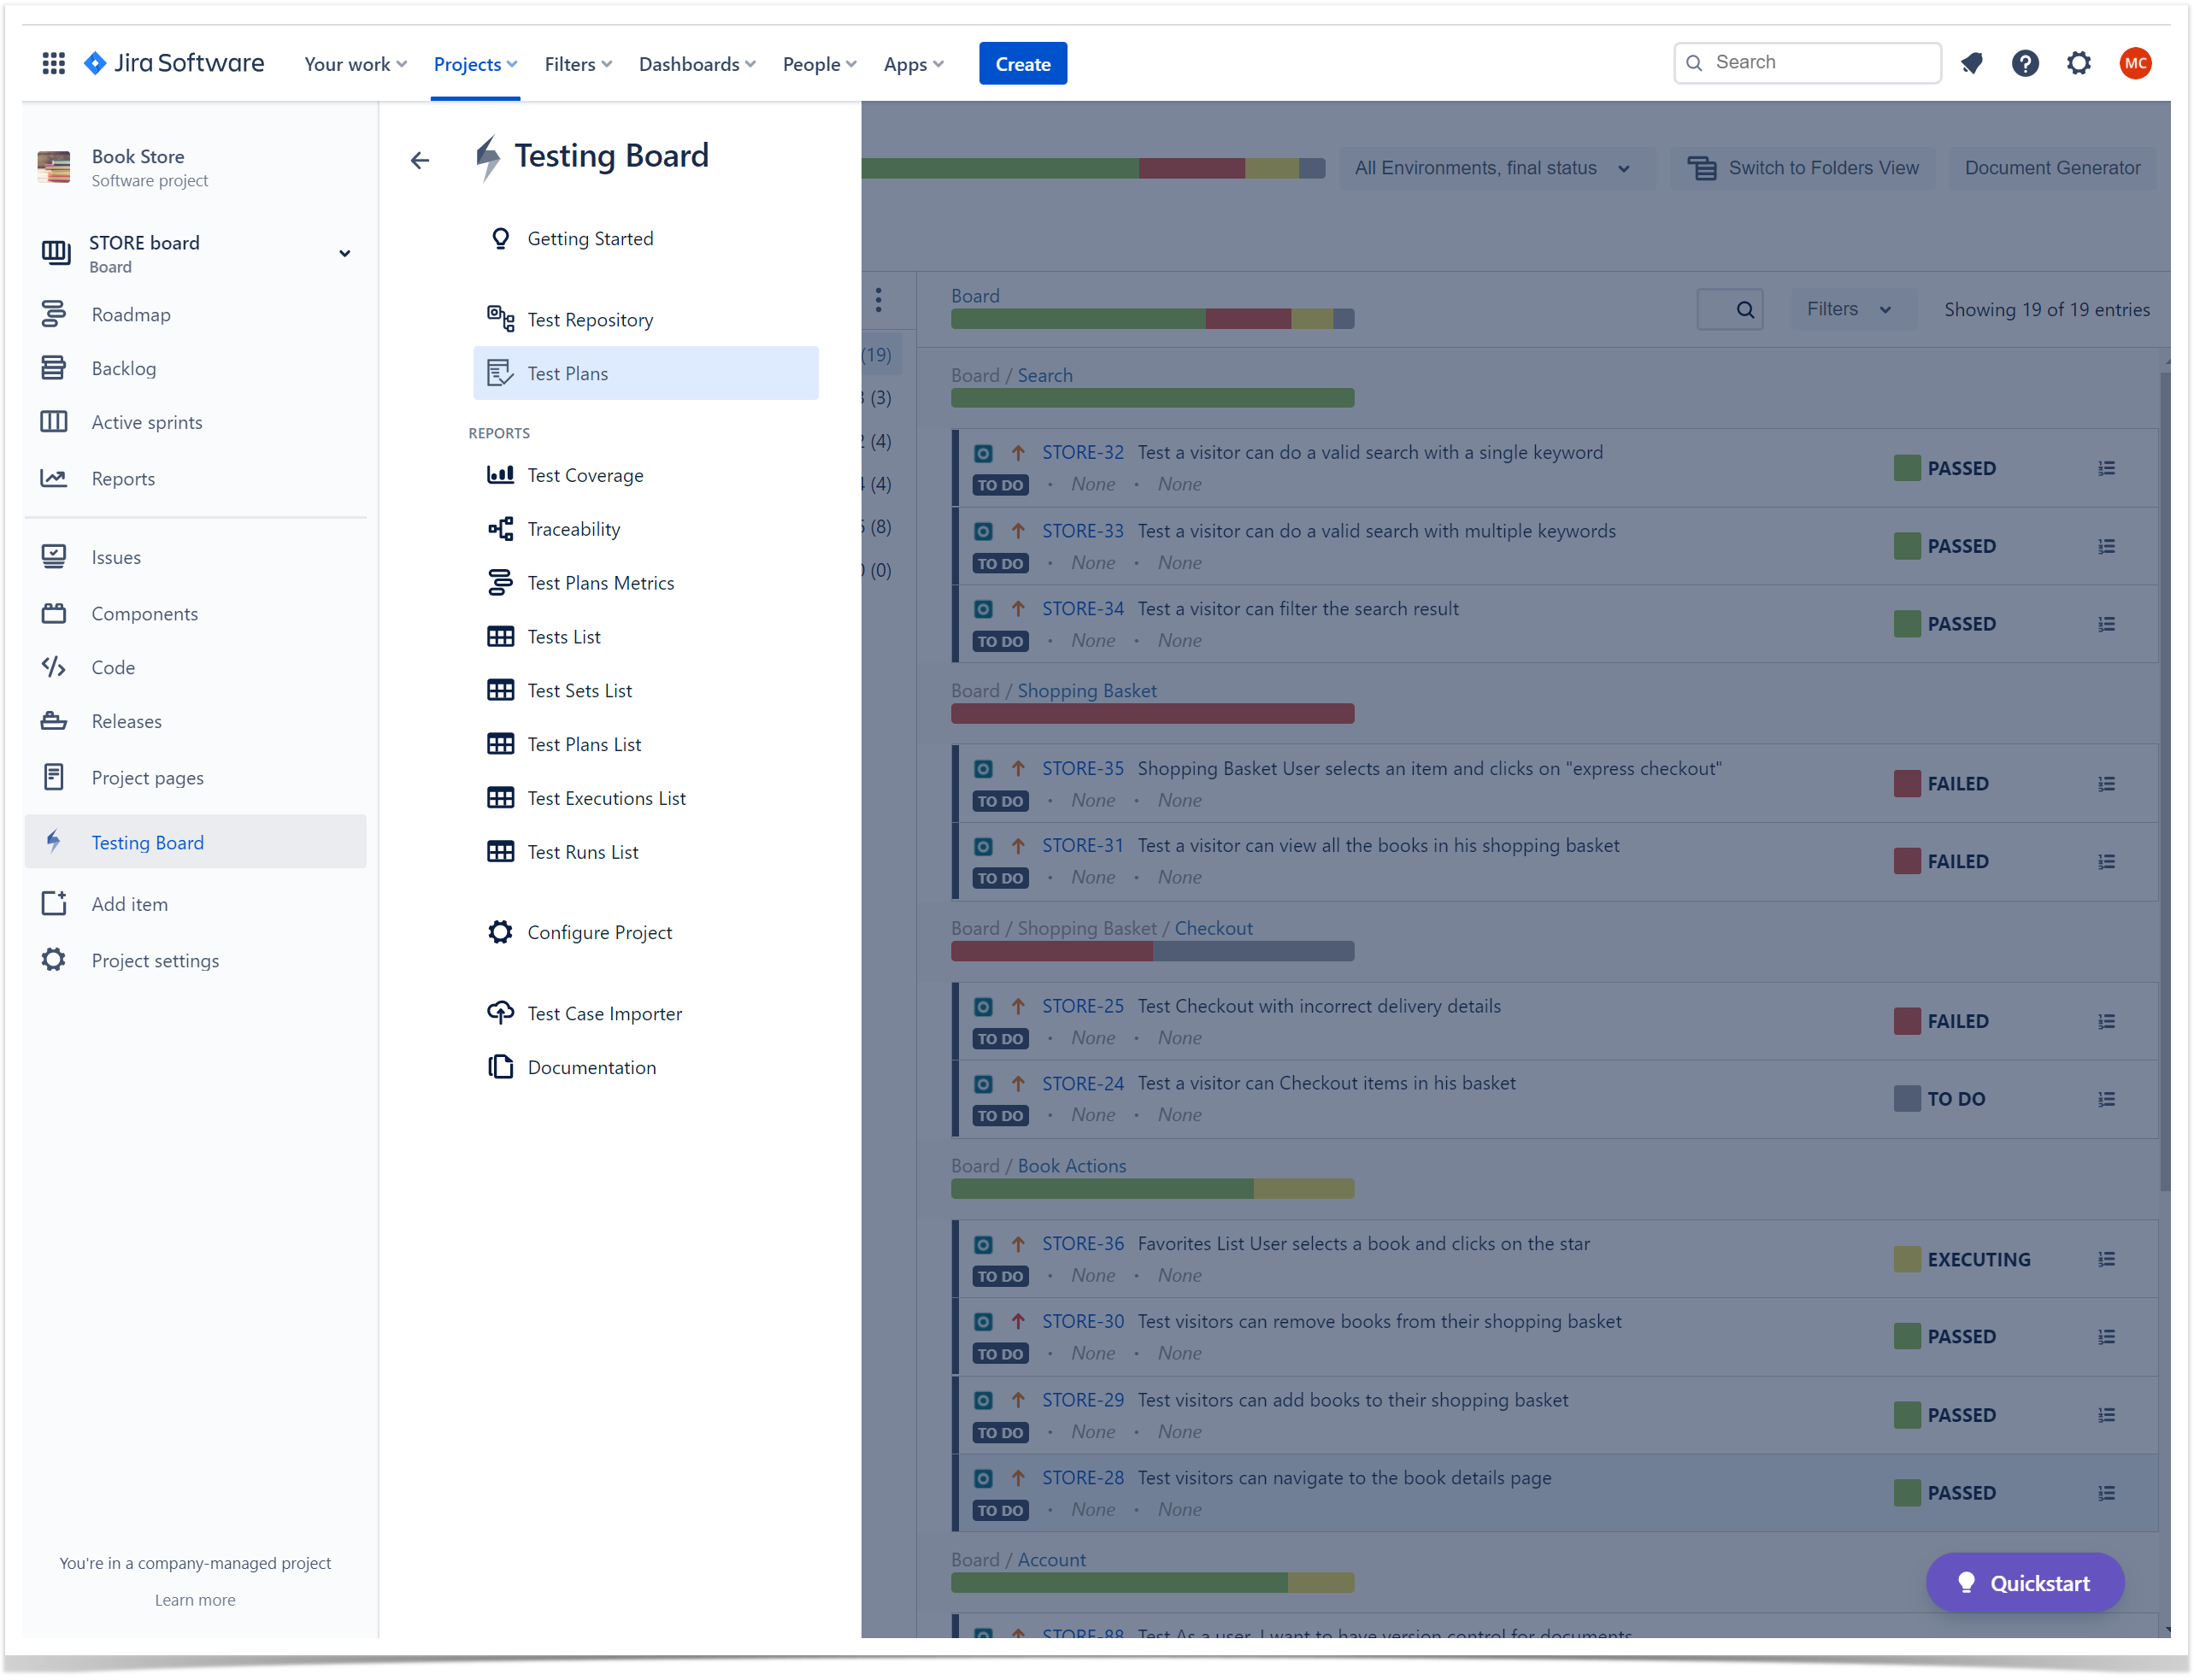 Jira Software
Your work
Projects
Filters
Dashboards
People
Apps
Create
Search
MC
Book Store
Software project
STORE board
Board
Roadmap
Backlog
Active sprints
Reports
Issues
Components
Code
Releases
Project pages
Testing Board
Add item
Project settings
You're in a company-managed project
Learn more
Testing Board
Getting Started
Test Repository
Test Plans
REPORTS
Test Coverage
Traceability
Test Plans Metrics
Tests List
Test Sets List
Test Plans List
Test Executions List
Test Runs List
Configure Project
Test Case Importer
Documentation
All Environments, final status
Switch to Folders View
Document Generator
(19)
(3)
(4)
(4)
(8)
(0)
Board
Filters
Showing 19 of 19 entries
Board / Search
STORE-32 Test a visitor can do a valid search with a single keyword
TO DO • None • None
PASSED
STORE-33 Test a visitor can do a valid search with multiple keywords
TO DO • None • None
PASSED
STORE-34 Test a visitor can filter the search result
TO DO • None • None
PASSED
Board / Shopping Basket
STORE-35 Shopping Basket User selects an item and clicks on "express checkout"
TO DO • None • None
FAILED
STORE-31 Test a visitor can view all the books in his shopping basket
TO DO • None • None
FAILED
Board / Shopping Basket / Checkout
STORE-25 Test Checkout with incorrect delivery details
TO DO • None • None
FAILED
STORE-24 Test a visitor can Checkout items in his basket
TO DO • None • None
TO DO
Board / Book Actions
STORE-36 Favorites List User selects a book and clicks on the star
TO DO • None • None
EXECUTING
STORE-30 Test visitors can remove books from their shopping basket
TO DO • None • None
PASSED
STORE-29 Test visitors can add books to their shopping basket
TO DO • None • None
PASSED
STORE-28 Test visitors can navigate to the book details page
TO DO • None • None
PASSED
Board / Account
STORE-88 Test As a user, I want to have version control for documents
Quickstart